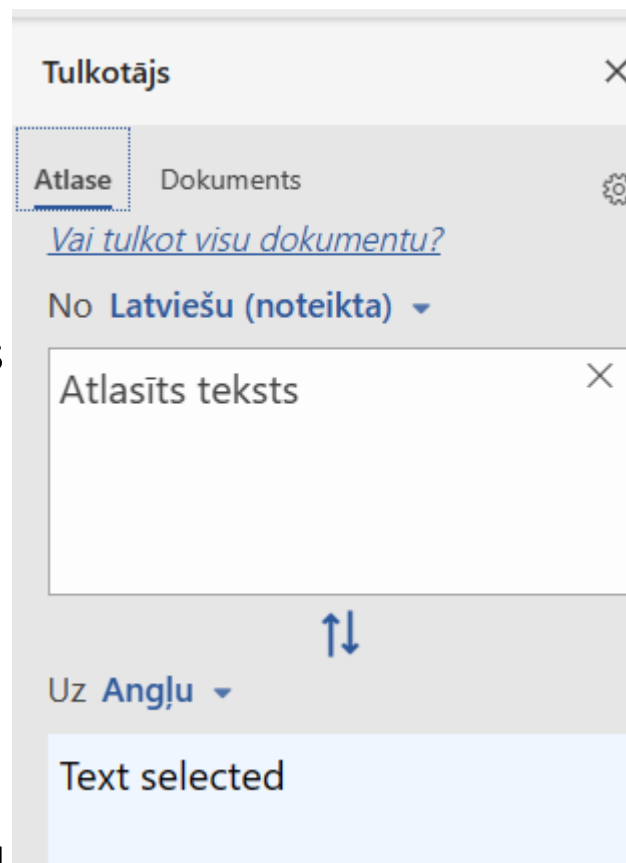 Tulkotājs
Atlase Dokuments
Vai tulkot visu dokumentu?
No Latviešu (noteikta)
Atlasīts teksts
Uz Angļu
Text selected